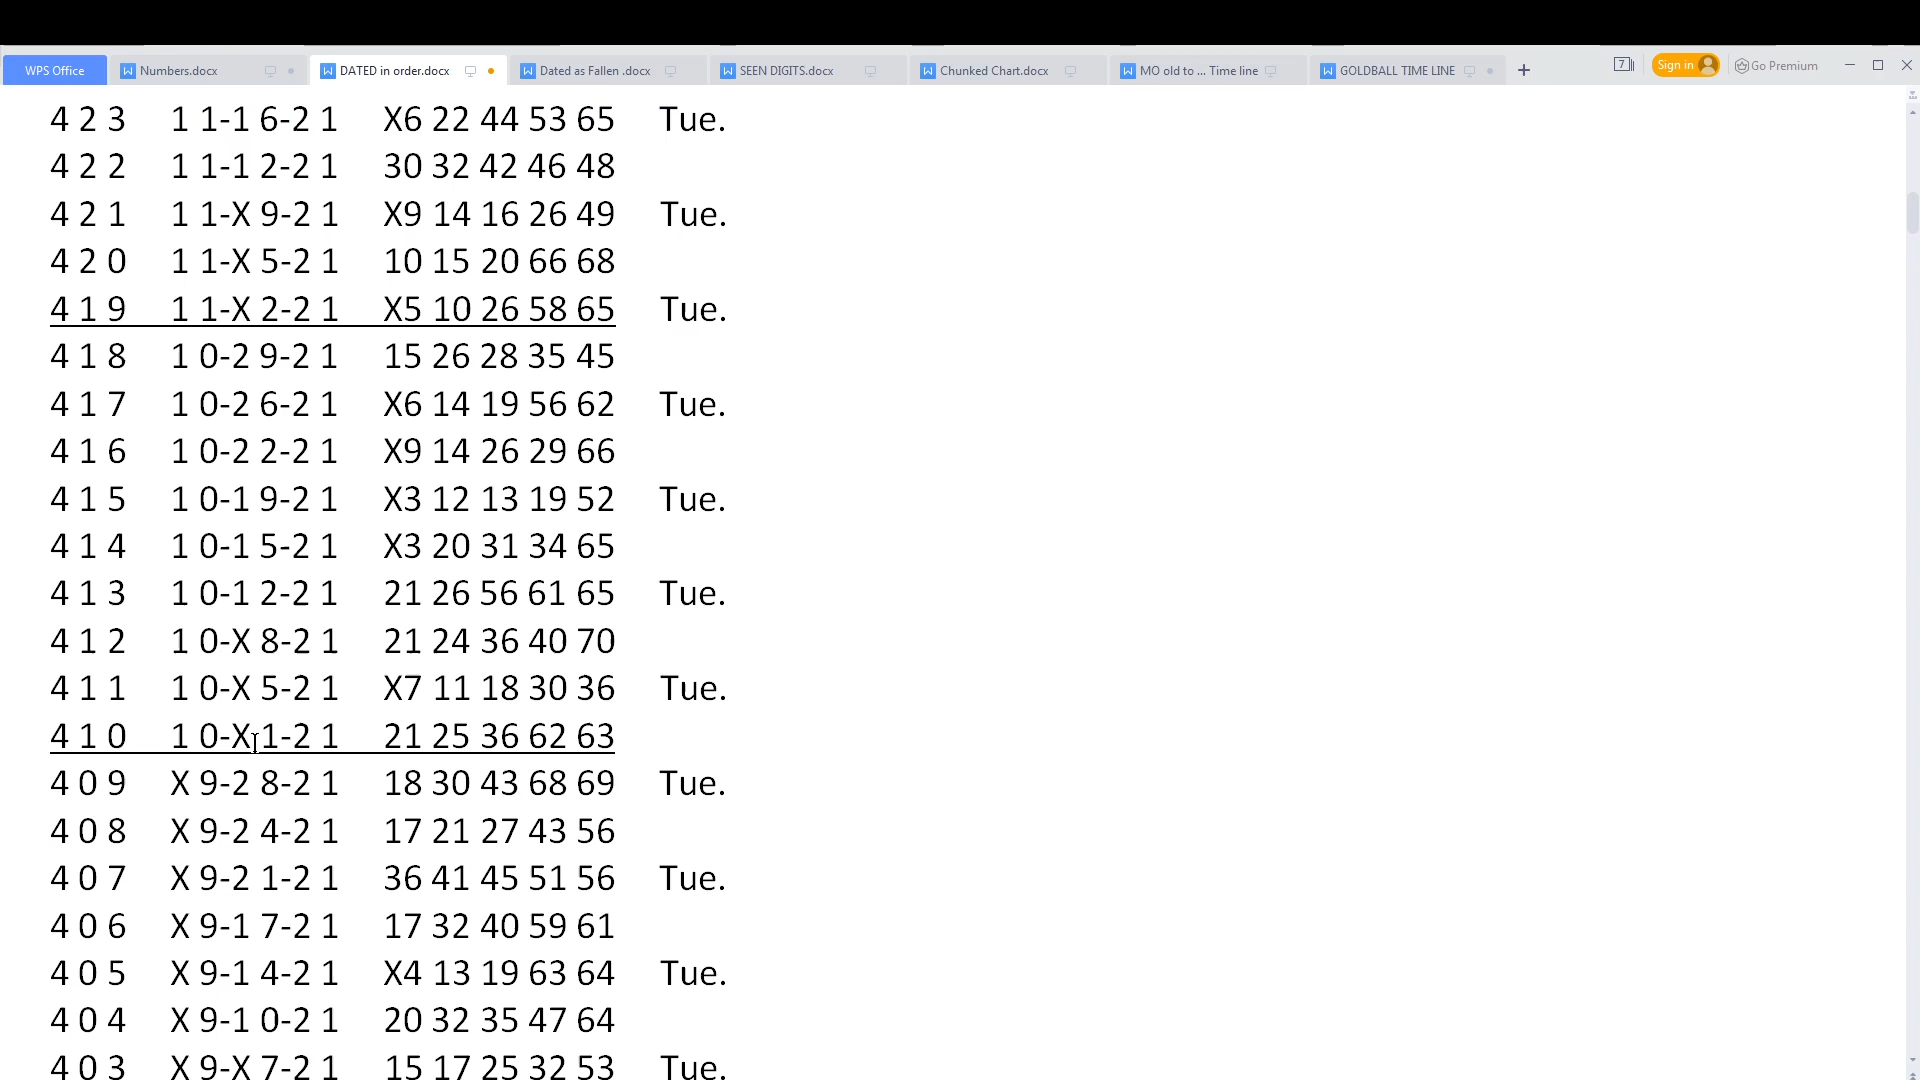 WPS Office Numbers.docx DATED in order.docx Dated as Fallen .docx SEEN DIGITS.docx Chunked Chart.docx MO old to ... Time line GOLDBALL TIME LINE + 7 Sign in Go Premium
4 2 3 1 1-1 6-2 1 X6 22 44 53 65 Tue.
4 2 2 1 1-1 2-2 1 30 32 42 46 48
4 2 1 1 1-X 9-2 1 X9 14 16 26 49 Tue.
4 2 0 1 1-X 5-2 1 10 15 20 66 68
4 1 9 1 1-X 2-2 1 X5 10 26 58 65 Tue.
4 1 8 1 0-2 9-2 1 15 26 28 35 45
4 1 7 1 0-2 6-2 1 X6 14 19 56 62 Tue.
4 1 6 1 0-2 2-2 1 X9 14 26 29 66
4 1 5 1 0-1 9-2 1 X3 12 13 19 52 Tue.
4 1 4 1 0-1 5-2 1 X3 20 31 34 65
4 1 3 1 0-1 2-2 1 21 26 56 61 65 Tue.
4 1 2 1 0-X 8-2 1 21 24 36 40 70
4 1 1 1 0-X 5-2 1 X7 11 18 30 36 Tue.
4 1 0 1 0-X 1-2 1 21 25 36 62 63
4 0 9 X 9-2 8-2 1 18 30 43 68 69 Tue.
4 0 8 X 9-2 4-2 1 17 21 27 43 56
4 0 7 X 9-2 1-2 1 36 41 45 51 56 Tue.
4 0 6 X 9-1 7-2 1 17 32 40 59 61
4 0 5 X 9-1 4-2 1 X4 13 19 63 64 Tue.
4 0 4 X 9-1 0-2 1 20 32 35 47 64
4 0 3 X 9-X 7-2 1 15 17 25 32 53 Tue.